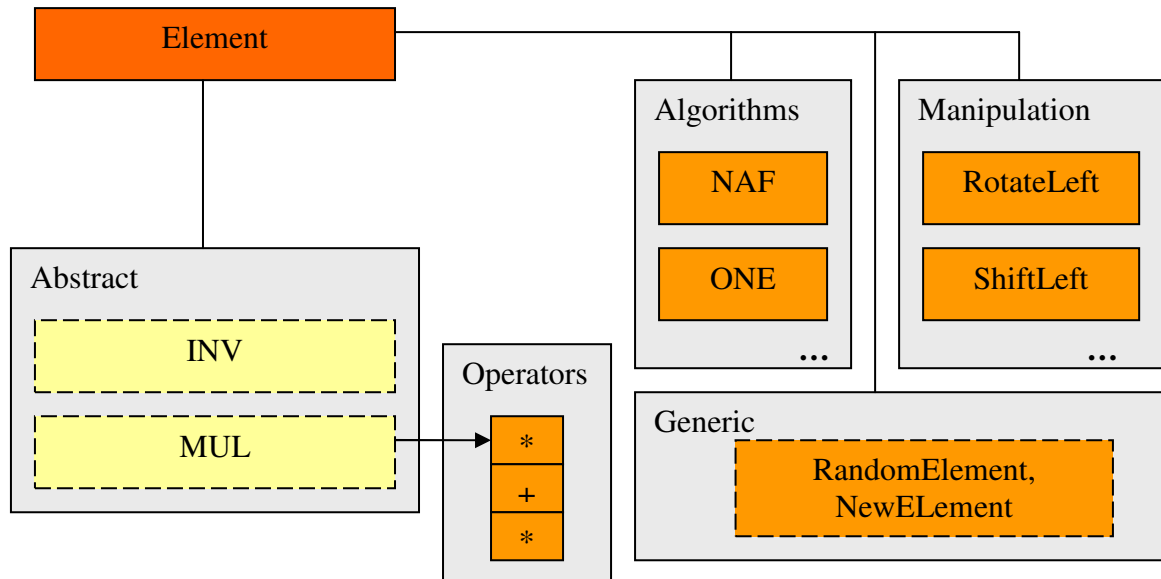 Element
Algorithms
NAF
ONE
...
Manipulation
RotateLeft
ShiftLeft
...
Abstract
INV
MUL
Operators
*
+
*
Generic
RandomElement,
NewELement